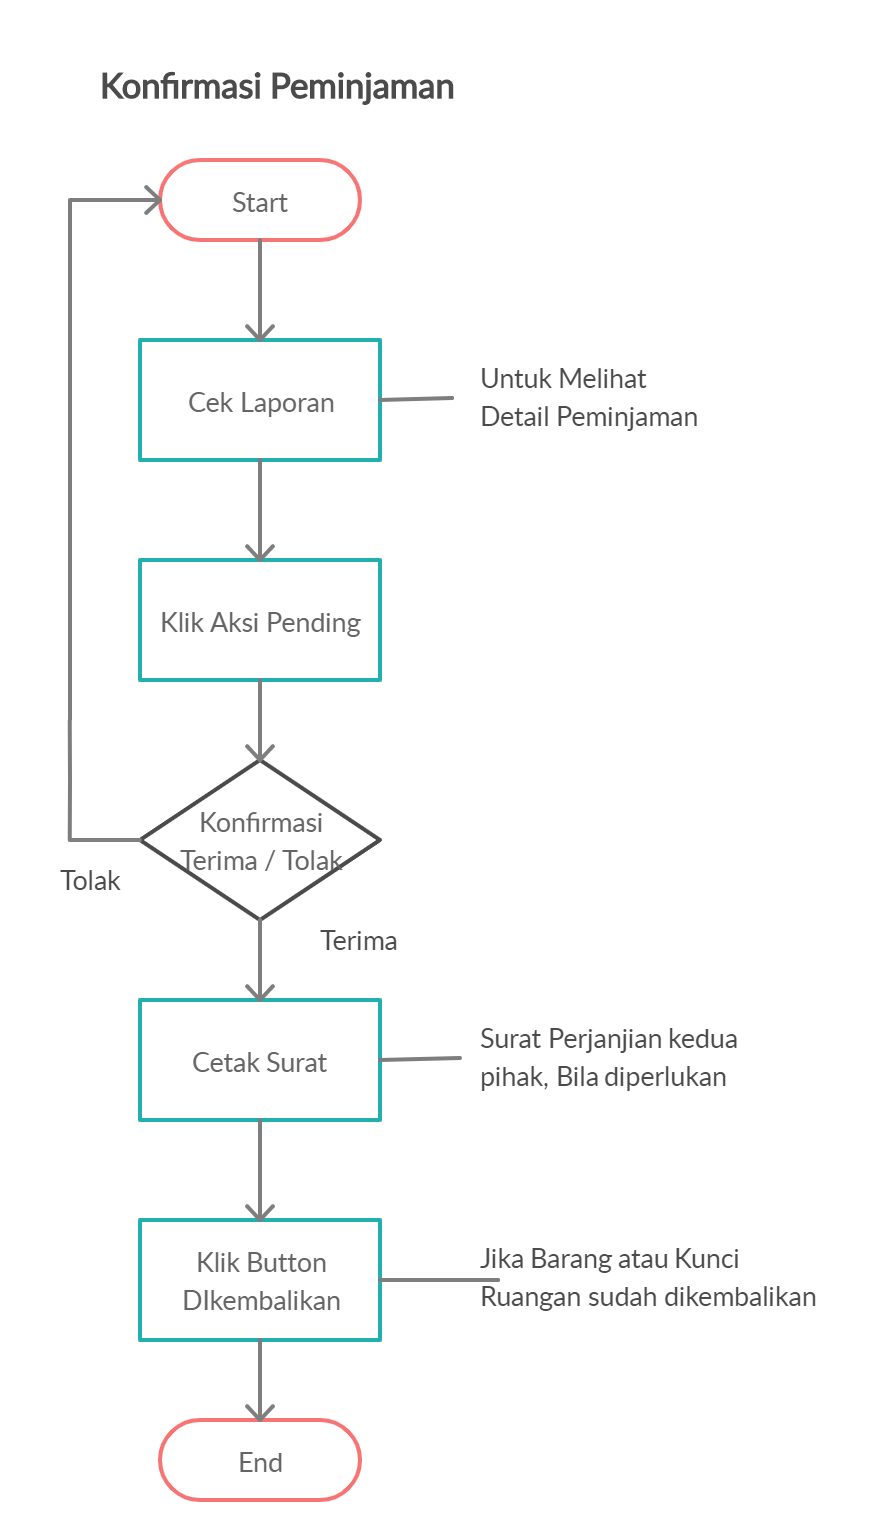 Konfirmasi Peminjaman
Start
Cek Laporan
Untuk Melihat
Detail Peminjaman
Klik Aksi Pending
Konfirmasi
Terima / Tolak
Tolak
Terima
Cetak Surat
Surat Perjanjian kedua
pihak, Bila diperlukan
Klik Button
DIkembalikan
Jika Barang atau Kunci
Ruangan sudah dikembalikan
End